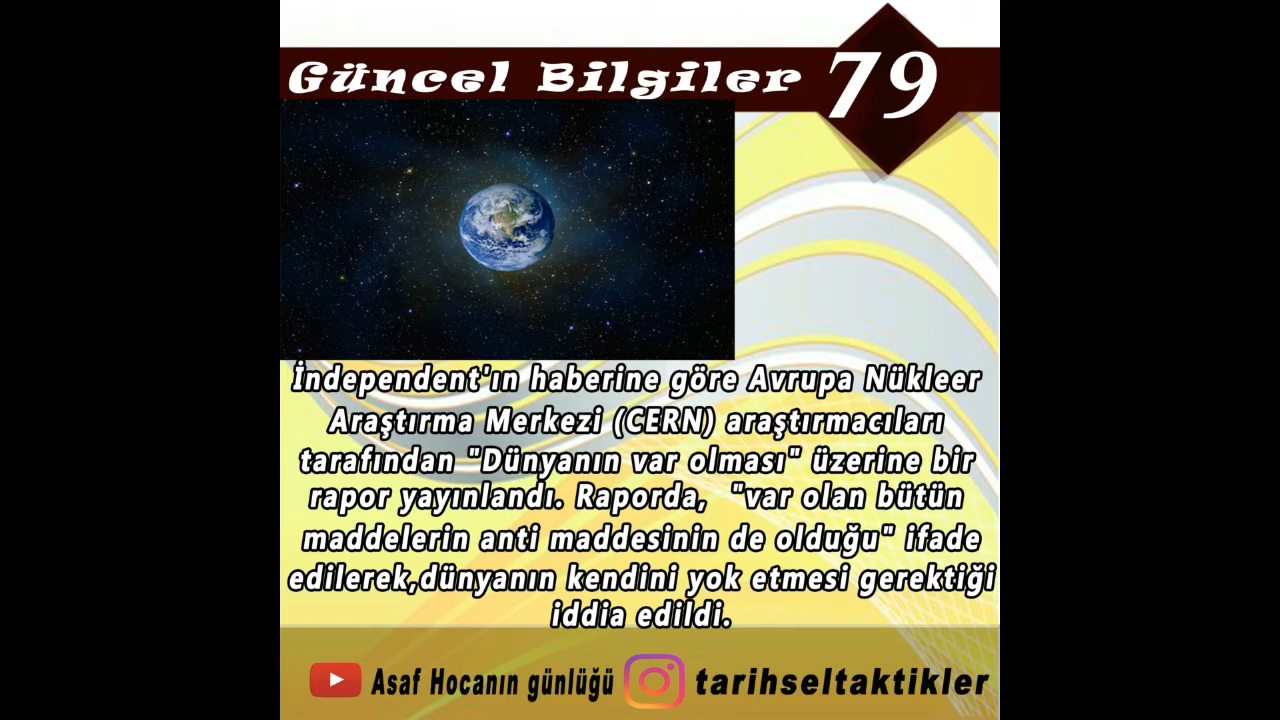 Güncel Bilgiler 79
İndependent'ın haberine göre Avrupa Nükleer
Araştırma Merkezi (CERN) araştırmacıları
tarafından "Dünyanın var olması" üzerine bir
rapor yayınlandı. Raporda, "var olan bütün
maddelerin anti maddesinin de olduğu" ifade
edilerek,dünyanın kendini yok etmesi gerektiği
iddia edildi.
Asaf Hocanın günlüğü tarihseltaktikler